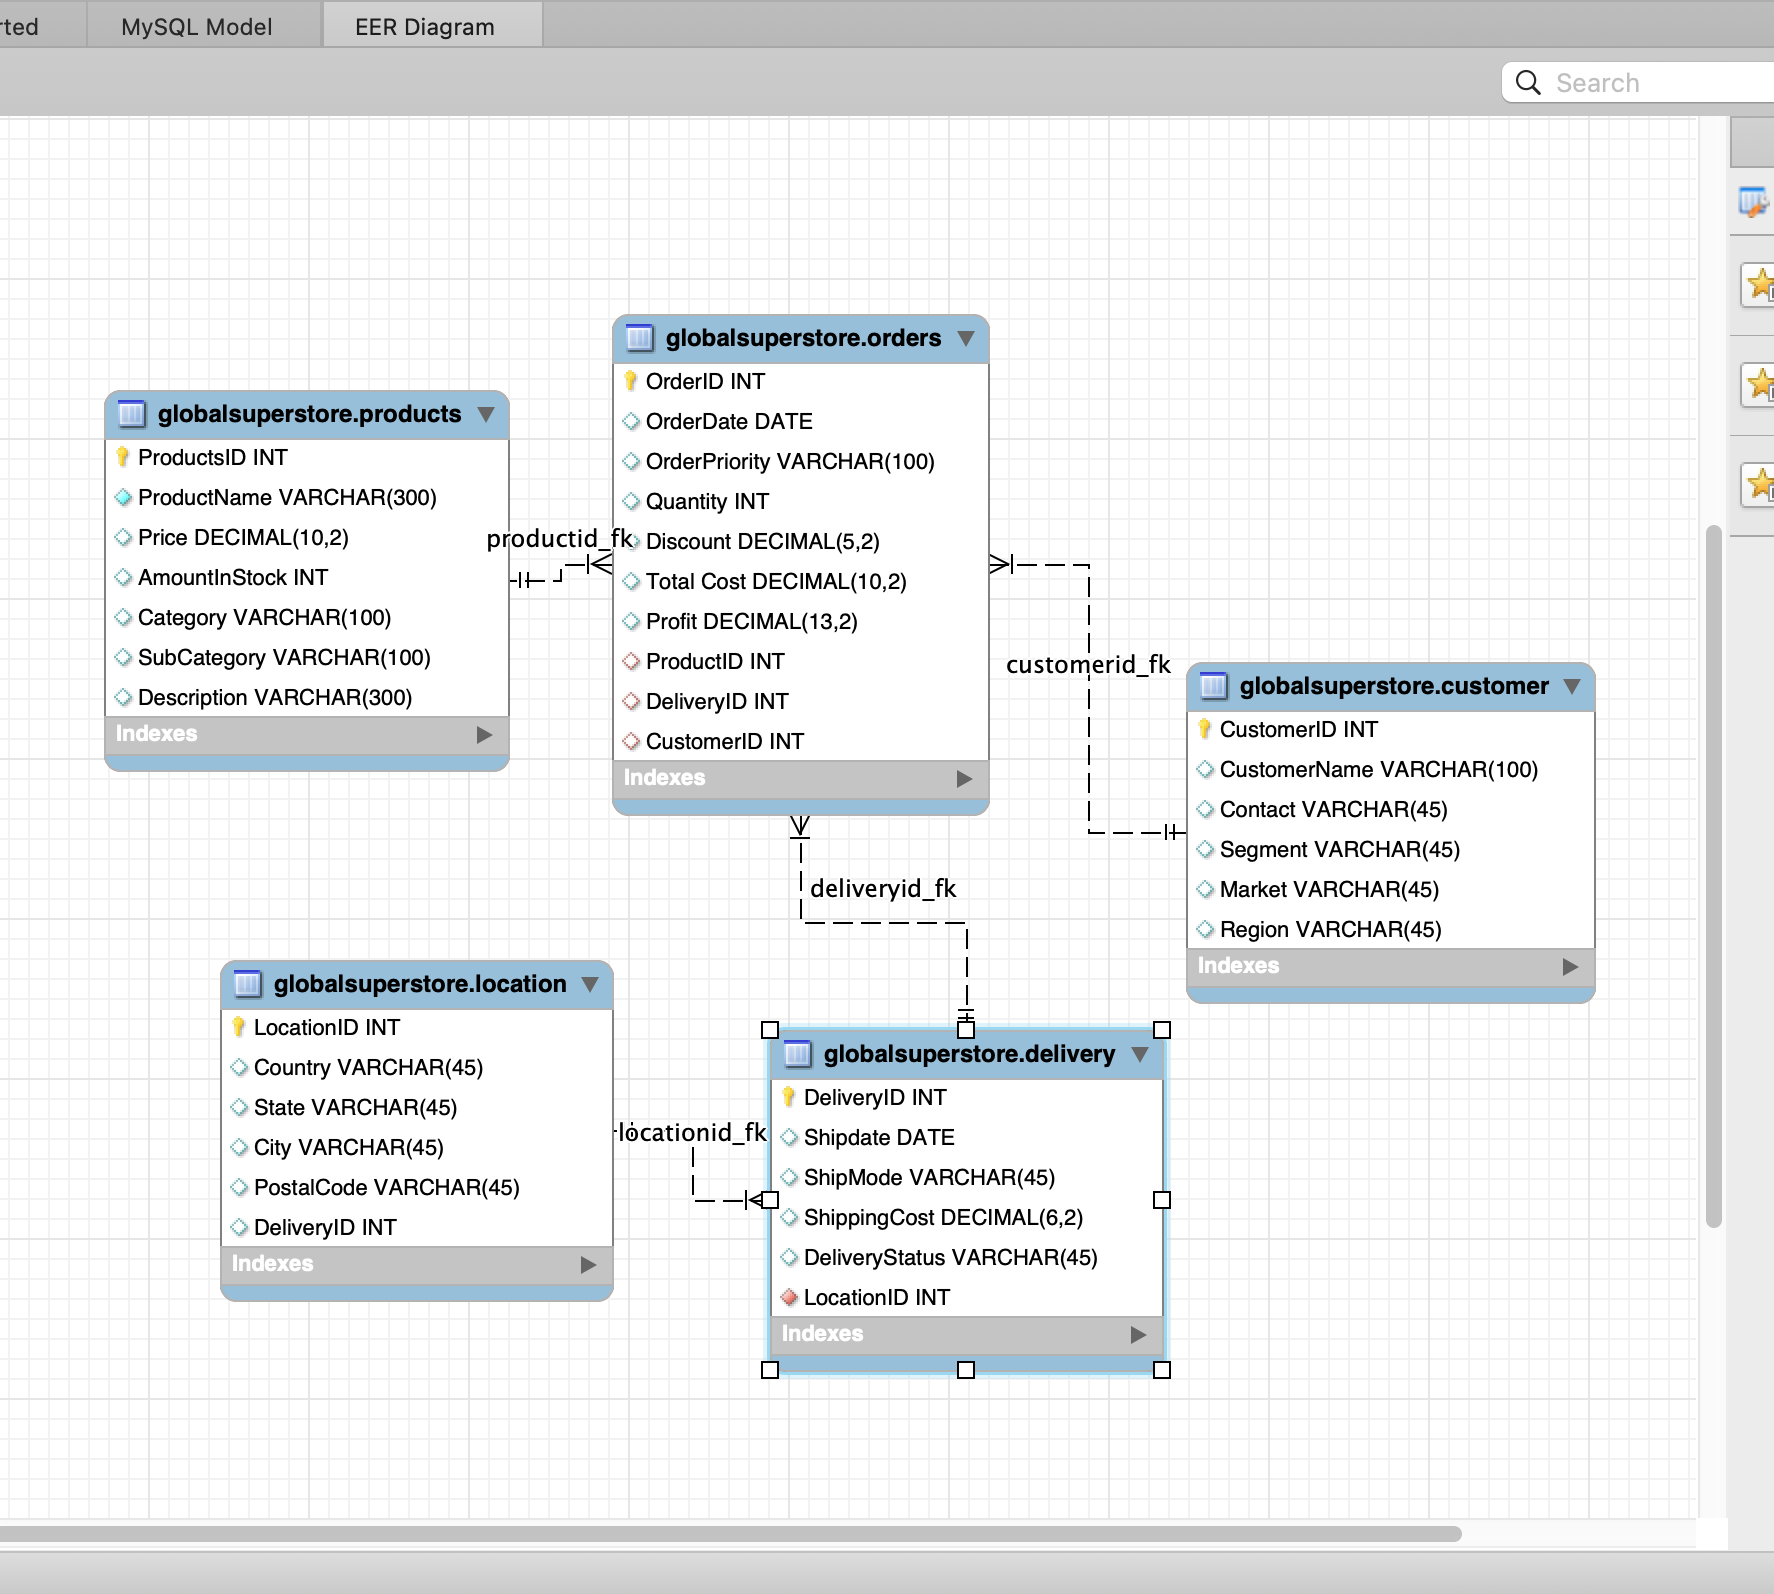 rted
MySQL Model
EER Diagram
Search
globalsuperstore.orders
OrderID INT
OrderDate DATE
OrderPriority VARCHAR(100)
Quantity INT
Discount DECIMAL(5,2)
Total Cost DECIMAL(10,2)
Profit DECIMAL(13,2)
ProductID INT
DeliveryID INT
CustomerID INT
Indexes
globalsuperstore.products
ProductsID INT
ProductName VARCHAR(300)
Price DECIMAL(10,2)
AmountInStock INT
Category VARCHAR(100)
SubCategory VARCHAR(100)
Description VARCHAR(300)
Indexes
productid_fk
customerid_fk
globalsuperstore.customer
CustomerID INT
CustomerName VARCHAR(100)
Contact VARCHAR(45)
Segment VARCHAR(45)
Market VARCHAR(45)
Region VARCHAR(45)
Indexes
deliveryid_fk
globalsuperstore.location
LocationID INT
Country VARCHAR(45)
State VARCHAR(45)
City VARCHAR(45)
PostalCode VARCHAR(45)
DeliveryID INT
Indexes
locationid_fk
globalsuperstore.delivery
DeliveryID INT
Shipdate DATE
ShipMode VARCHAR(45)
ShippingCost DECIMAL(6,2)
DeliveryStatus VARCHAR(45)
LocationID INT
Indexes